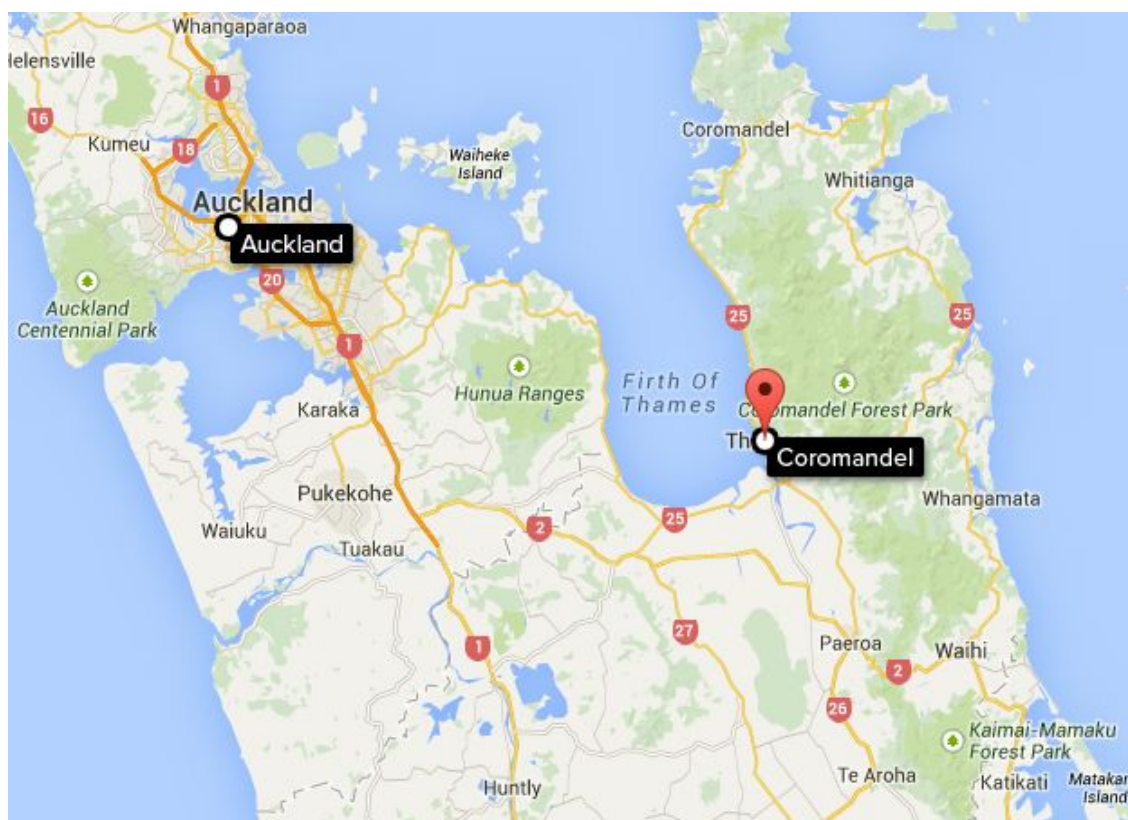 Whangaparaoa
Helensville
1
16
Kumeu
18
Coromandel
Waiheke
Island
Whitianga
Auckland
Auckland
20
Auckland
Centennial Park
1
25
25
Hunua Ranges
Firth Of
Thames
Coromandel Forest Park
Karaka
Th
Coromandel
Pukekohe
Whangamata
Waiuku
2
25
Tuakau
27
1
Paeroa
Waihi
2
26
Kaimai-Mamaku
Forest Park
Te Aroha
Huntly
Katikati
Matakan
Island